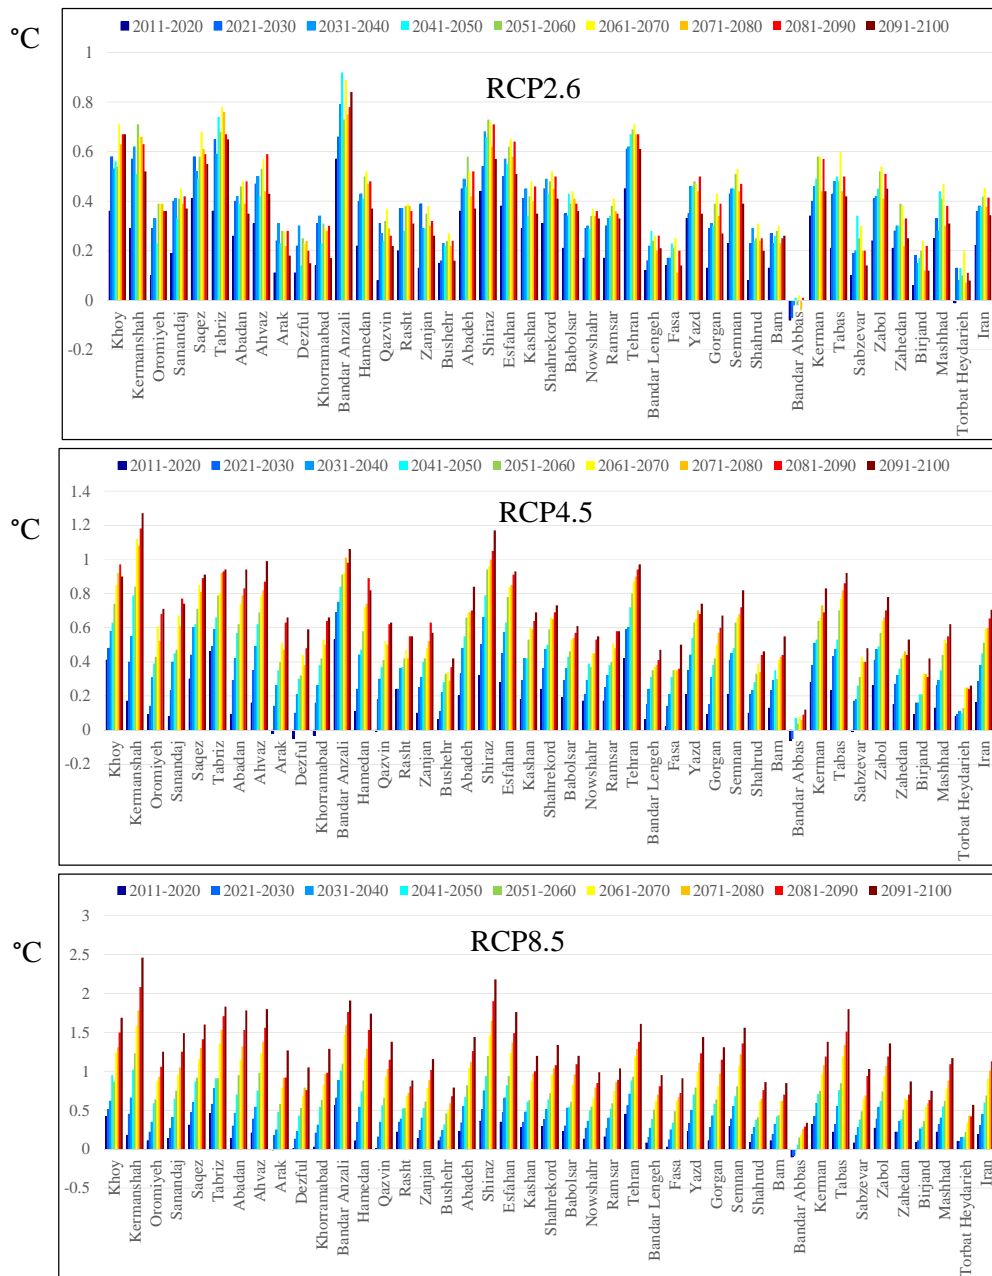 °C
2011-2020 2021-2030 2031-2040 2041-2050 2051-2060 2061-2070 2071-2080 2081-2090 2091-2100
RCP2.6
1
0.8
0.6
0.4
0.2
0
-0.2
Khoy
Kermanshah
Oromiyeh
Sanandaj
Saqez
Tabriz
Abadan
Ahvaz
Arak
Dezful
Khorramabad
Bandar Anzali
Hamedan
Qazvin
Rasht
Zanjan
Bushehr
Abadeh
Shiraz
Esfahan
Kashan
Shahrekord
Babolsar
Nowshahr
Ramsar
Tehran
Bandar Lengeh
Fasa
Yazd
Gorgan
Semnan
Shahrud
Bam
Bandar Abbas
Kerman
Tabas
Sabzevar
Zabol
Zahedan
Birjand
Mashhad
Torbat Heydarieh
Iran
°C
2011-2020 2021-2030 2031-2040 2041-2050 2051-2060 2061-2070 2071-2080 2081-2090 2091-2100
RCP4.5
1.4
1.2
1
0.8
0.6
0.4
0.2
0
-0.2
Khoy
Kermanshah
Oromiyeh
Sanandaj
Saqez
Tabriz
Abadan
Ahvaz
Arak
Dezful
Khorramabad
Bandar Anzali
Hamedan
Qazvin
Rasht
Zanjan
Bushehr
Abadeh
Shiraz
Esfahan
Kashan
Shahrekord
Babolsar
Nowshahr
Ramsar
Tehran
Bandar Lengeh
Fasa
Yazd
Gorgan
Semnan
Shahrud
Bam
Bandar Abbas
Kerman
Tabas
Sabzevar
Zabol
Zahedan
Birjand
Mashhad
Torbat Heydarieh
Iran
°C
2011-2020 2021-2030 2031-2040 2041-2050 2051-2060 2061-2070 2071-2080 2081-2090 2091-2100
RCP8.5
3
2.5
2
1.5
1
0.5
0
-0.5
Khoy
Kermanshah
Oromiyeh
Sanandaj
Saqez
Tabriz
Abadan
Ahvaz
Arak
Dezful
Khorramabad
Bandar Anzali
Hamedan
Qazvin
Rasht
Zanjan
Bushehr
Abadeh
Shiraz
Esfahan
Kashan
Shahrekord
Babolsar
Nowshahr
Ramsar
Tehran
Bandar Lengeh
Fasa
Yazd
Gorgan
Semnan
Shahrud
Bam
Bandar Abbas
Kerman
Tabas
Sabzevar
Zabol
Zahedan
Birjand
Mashhad
Torbat Heydarieh
Iran